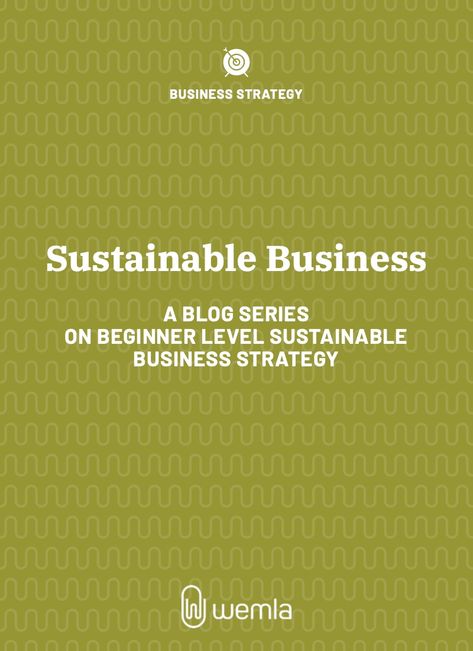 BUSINESS STRATEGY
Sustainable Business
A BLOG SERIES
ON BEGINNER LEVEL SUSTAINABLE
BUSINESS STRATEGY
wemla